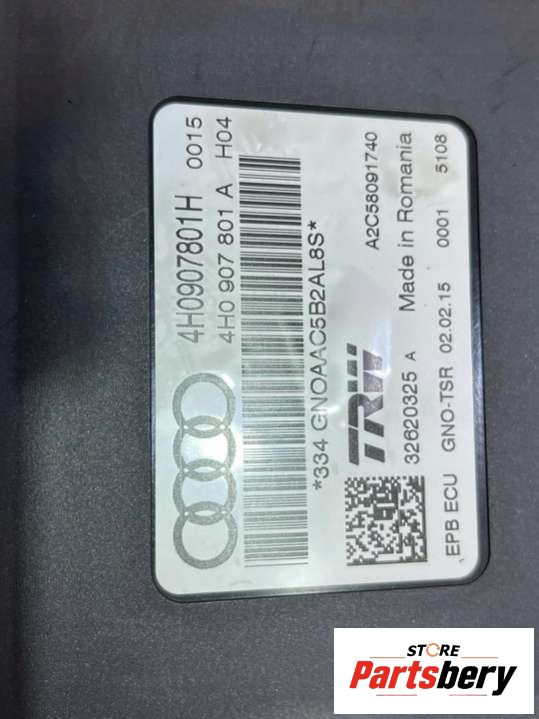 4H0907801H 0015
4H0 907 801 A H04
*334 GNOAAC5B2AL8S*
TRW
A2C58091740
32620325 A Made in Romania
EPB ECU GNO-TSR 02.02.15 0001 5108
STORE
Partsbery